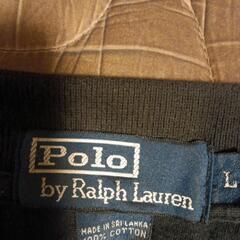 Polo
by Ralph Lauren
L
MADE IN SRI LANKA
100% COTTON